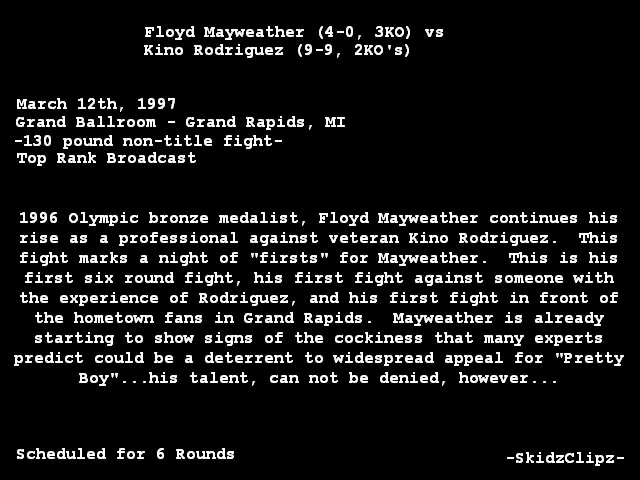 Floyd Mayweather (4-0, 3KO) vs
Kino Rodriguez (9-9, 2KO's)
March 12th, 1997
Grand Ballroom - Grand Rapids, MI
-130 pound non-title fight-
Top Rank Broadcast
1996 Olympic bronze medalist, Floyd Mayweather continues his
rise as a professional against veteran Kino Rodriguez.  This
fight marks a night of "firsts" for Mayweather.  This is his
first six round fight, his first fight against someone with
the experience of Rodriguez, and his first fight in front of
the hometown fans in Grand Rapids.  Mayweather is already
starting to show signs of the cockiness that many experts
predict could be a deterrent to widespread appeal for "Pretty
Boy"...his talent, can not be denied, however...
Scheduled for 6 Rounds
-SkidzClipz-